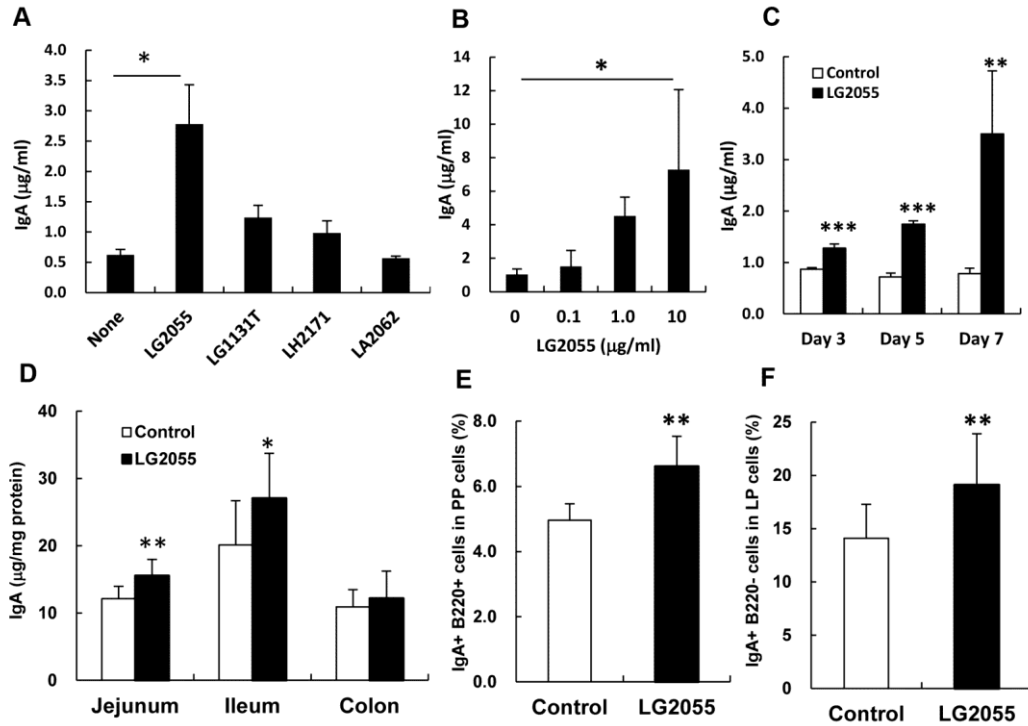 A
IgA (μg/ml)
4.0
3.5
3.0
2.5
2.0
1.5
1.0
0.5
0.0
*
None
LG2055
LG1131T
LH2171
LA2062
B
IgA (μg/ml)
14
12
10
8
6
4
2
0
*
0 0.1 1.0 10
LG2055 (μg/ml)
C
IgA (μg/ml)
5.0
4.0
3.0
2.0
1.0
0.0
Control
LG2055
***
***
**
Day 3 Day 5 Day 7
D
IgA (μg/mg protein)
40
30
20
10
0
Control
LG2055
**
*
Jejunum Ileum Colon
E
IgA+ B220+ cells in PP cells (%)
8.0
6.0
4.0
2.0
0.0
**
Control LG2055
F
IgA+ B220- cells in LP cells (%)
25
20
15
10
5
0
**
Control LG2055